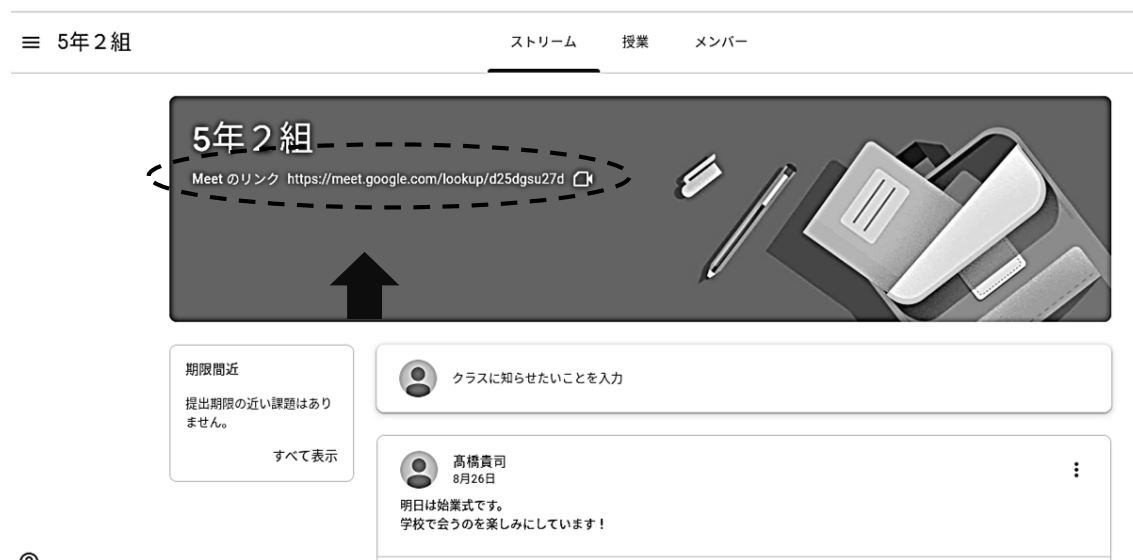 5年２組
ストリーム 授業 メンバー
5年２組
Meet のリンク https://meet.google.com/lookup/d25dgsu27d
期限間近
提出期限の近い課題はあり
ません。
すべて表示
クラスに知らせたいことを入力
髙橋貴司
8月26日
明日は始業式です。
学校で会うのを楽しみにしています！